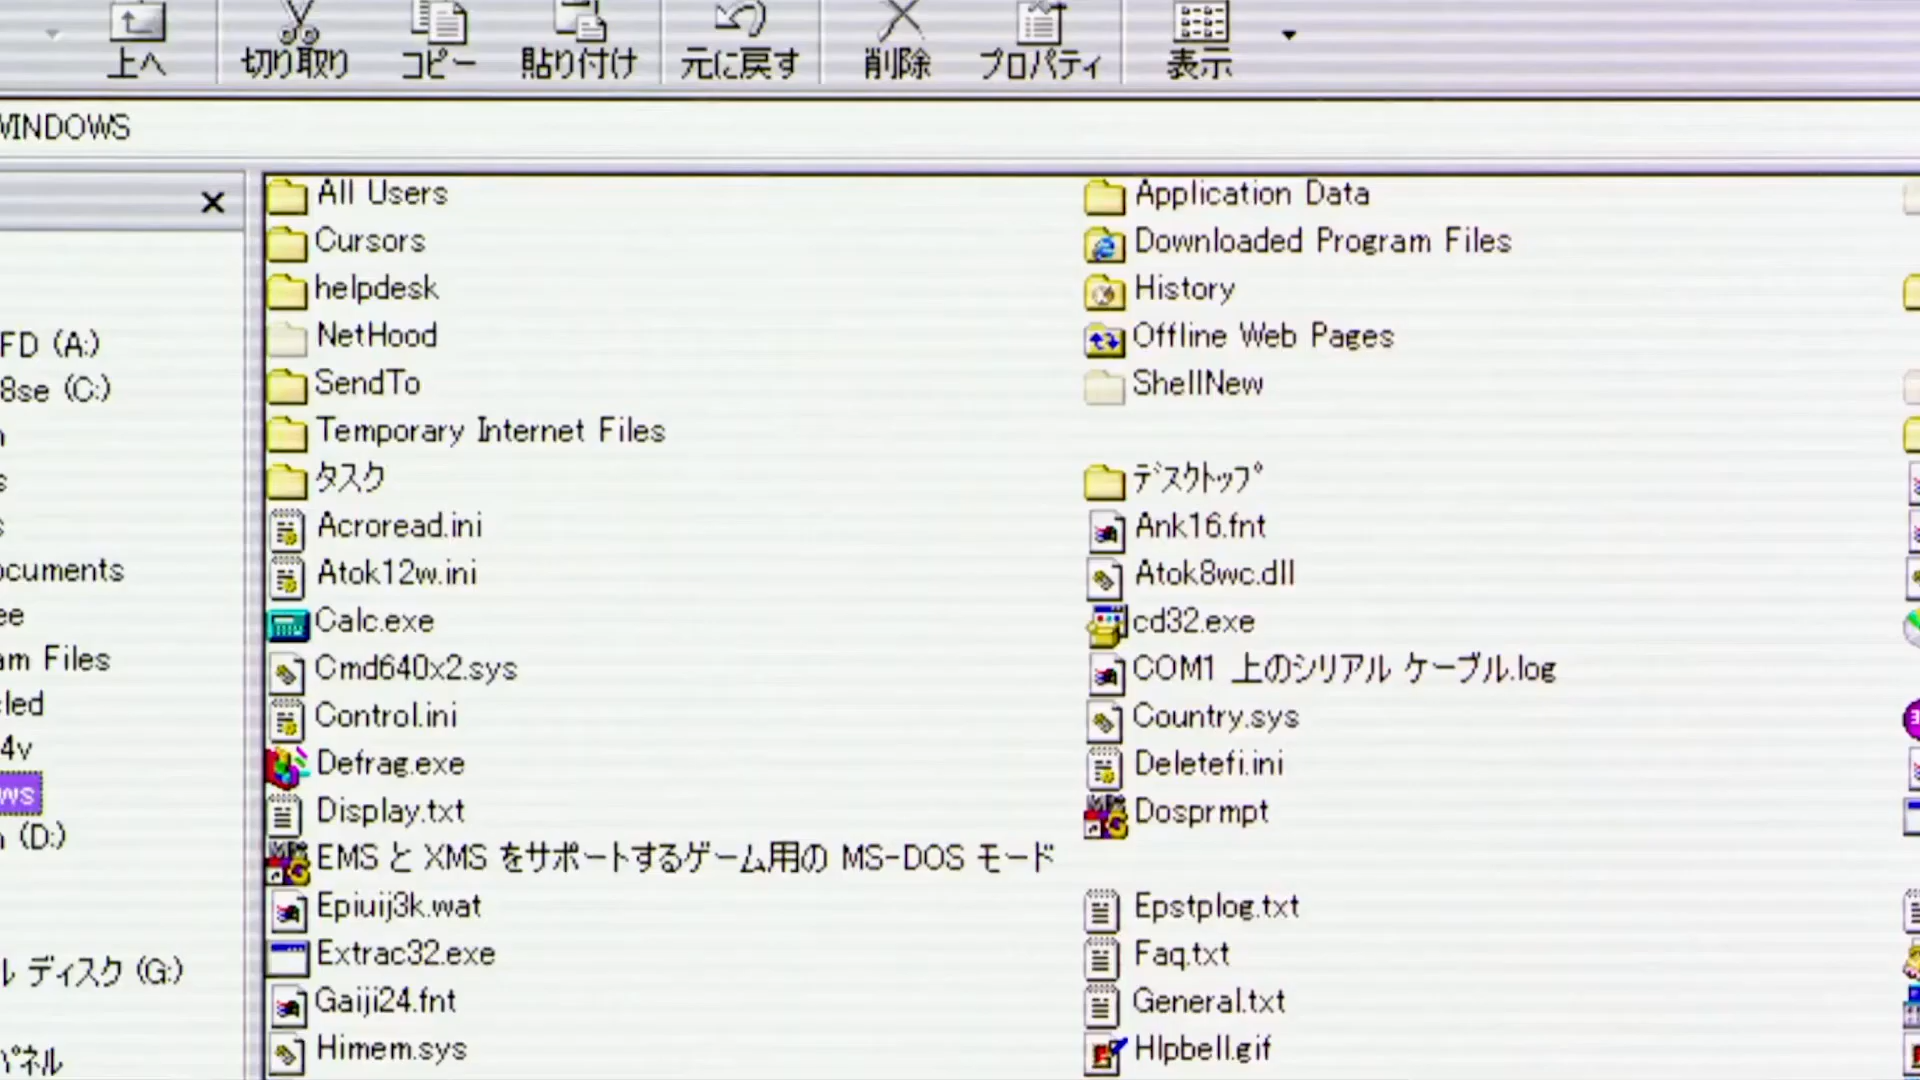 上へ 切り取り コピー 貼り付け 元に戻す 削除 プロパティ 表示
WINDOWS
All Users Application Data
Cursors Downloaded Program Files
helpdesk History
NetHood Offline Web Pages
SendTo ShellNew
Temporary Internet Files
タスク ﾃﾞｽｸﾄｯﾌﾟ
Acroread.ini Ank16.fnt
Atok12w.ini Atok8wc.dll
Calc.exe cd32.exe
Cmd640x2.sys COM1 上のシリアル ケーブル.log
Control.ini Country.sys
Defrag.exe Deletefi.ini
Display.txt Dosprmpt
EMS と XMS をサポートするゲーム用の MS-DOS モード
Epiuij3k.wat Epstplog.txt
Extrac32.exe Faq.txt
Gaiji24.fnt General.txt
Himem.sys Hlpbell.gif
FD (A:)
8se (C:)
ocuments
ee
am Files
led
4v
ws
(D:)
ル ディスク (G:)
パネル